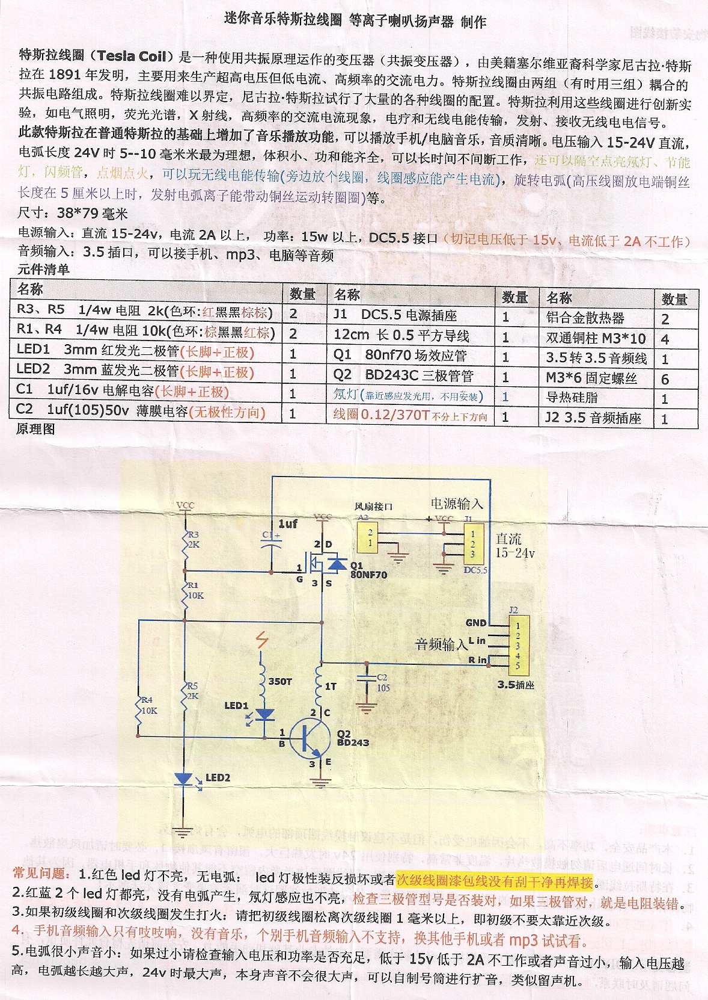 迷你音乐特斯拉线圈 等离子喇叭扬声器 制作
特斯拉线圈（Tesla Coil）是一种使用共振原理运作的变压器（共振变压器），由美籍塞尔维亚裔科学家尼古拉·特斯
拉在 1891 年发明，主要用来生产超高电压但低电流、高频率的交流电力。特斯拉线圈由两组（有时用三组）耦合的
共振电路组成。特斯拉线圈难以界定，尼古拉·特斯拉试行了大量的各种线圈的配置。特斯拉利用这些线圈进行创新实
验，如电气照明，荧光光谱，X 射线，高频率的交流电流现象，电疗和无线电能传输，发射、接收无线电电信号。
此款特斯拉在普通特斯拉的基础上增加了音乐播放功能，可以播放手机/电脑音乐，音质清晰。电压输入 15-24V 直流，
电弧长度 24V 时 5--10 毫米米最为理想，体积小、功和能齐全，可以长时间不间断工作，还可以隔空点亮氖灯、节能
灯，闪频管，点烟点火，可以玩无线电能传输(旁边放个线圈，线圈感应能产生电流)，旋转电弧(高压线圈放电端铜丝
长度在 5 厘米以上时，发射电弧离子能带动铜丝运动转圈圈)等。
尺寸：38*79 毫米
电源输入：直流 15-24v，电流 2A 以上， 功率：15w 以上，DC5.5 接口（切记电压低于 15v、电流低于 2A 不工作）
音频输入：3.5 插口，可以接手机、mp3、电脑等音频
元件清单
名称 数量 名称 数量 名称 数量
R3、R5 1/4w 电阻 2k(色环:红黑黑棕棕) 2 J1 DC5.5 电源插座 1 铝合金散热器 2
R1、R4 1/4w 电阻 10k(色环:棕黑黑红棕) 2 12cm 长 0.5 平方导线 1 双通铜柱 M3*10 4
LED1 3mm 红发光二极管(长脚+正极) 1 Q1 80nf70 场效应管 1 3.5 转 3.5 音频线 1
LED2 3mm 蓝发光二极管(长脚+正极) 1 Q2 BD243C 三极管管 1 M3*6 固定螺丝 6
C1 1uf/16v 电解电容(长脚+正极) 1 氖灯(靠近感应发光用，不用安装) 1 导热硅脂 1
C2 1uf(105)50v 薄膜电容(无极性方向) 1 线圈 0.12/370T 不分上下方向 1 J2 3.5 音频插座 1
原理图
VCC
R3
2K
R1
10K
1uf
C1 +
VCC
2 D
1
G
3 S
Q1
80NF70
风扇接口
A2
2
1
电源输入
+ VCC
J1
1
2
3
DC5.5
直流
15-24v
J2
GND
1
2
L in
3
4
R in
5
音频输入
3.5插座
350T
1T
C2
105
R5
2K
R4
10K
LED1
2 C
1
B
Q2
BD243
3 E
LED2
常见问题：1.红色 led 灯不亮，无电弧： led 灯极性装反损坏或者次级线圈漆包线没有刮干净再焊接。
2.红蓝 2 个 led 灯都亮，没有电弧产生，氖灯感应也不亮，检查三极管型号是否装对，如果三极管对，就是电阻装错。
3.如果初级线圈和次级线圈发生打火：请把初级线圈松离次级线圈 1 毫米以上，即初级不要太靠近次级。
4. 手机音频输入只有吱吱响，没有音乐，个别手机音频输入不支持，换其他手机或者 mp3 试试看。
5.电弧很小声音小：如果过小请检查输入电压和功率是否充足，低于 15v 低于 2A 不工作或者声音过小，输入电压越
高，电弧越长越大声，24v 时最大声，本身声音不会很大声，可以自制号筒进行扩音，类似留声机。